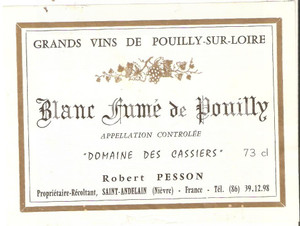 GRANDS VINS DE POUILLY-SUR-LOIRE
Blanc Fumé de Pouilly
APPELLATION CONTROLÉE
"DOMAINE DES CASSIERS" 73 cl
Robert PESSON
Propriétaire-Récoltant, SAINT-ANDELAIN (Nièvre) - France - Tél. (86) 39.12.98